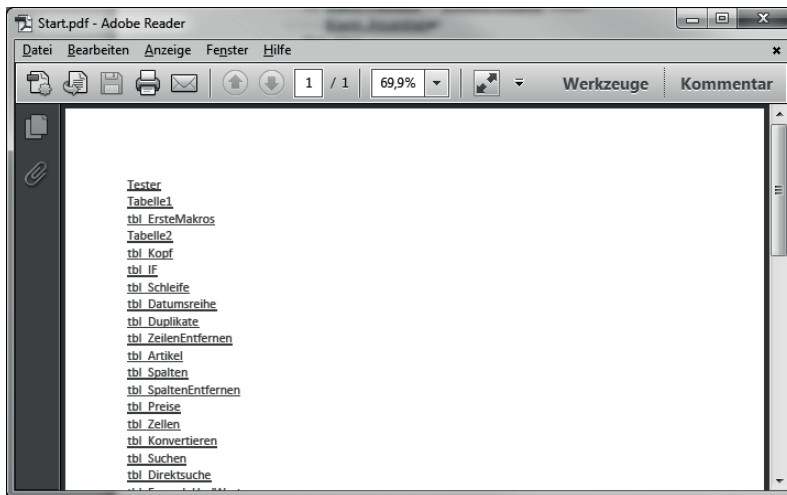 Start.pdf - Adobe Reader
Datei Bearbeiten Anzeige Fenster Hilfe
1 / 1 69,9% Werkzeuge Kommentar
Tester
Tabelle1
tbl_ErsteMakros
Tabelle2
tbl_Kopf
tbl_IF
tbl_Schleife
tbl_Datumsreihe
tbl_Duplikate
tbl_ZeilenEntfernen
tbl_Artikel
tbl_Spalten
tbl_SpaltenEntfernen
tbl_Preise
tbl_Zellen
tbl_Konvertieren
tbl_Suchen
tbl_Direktsuche